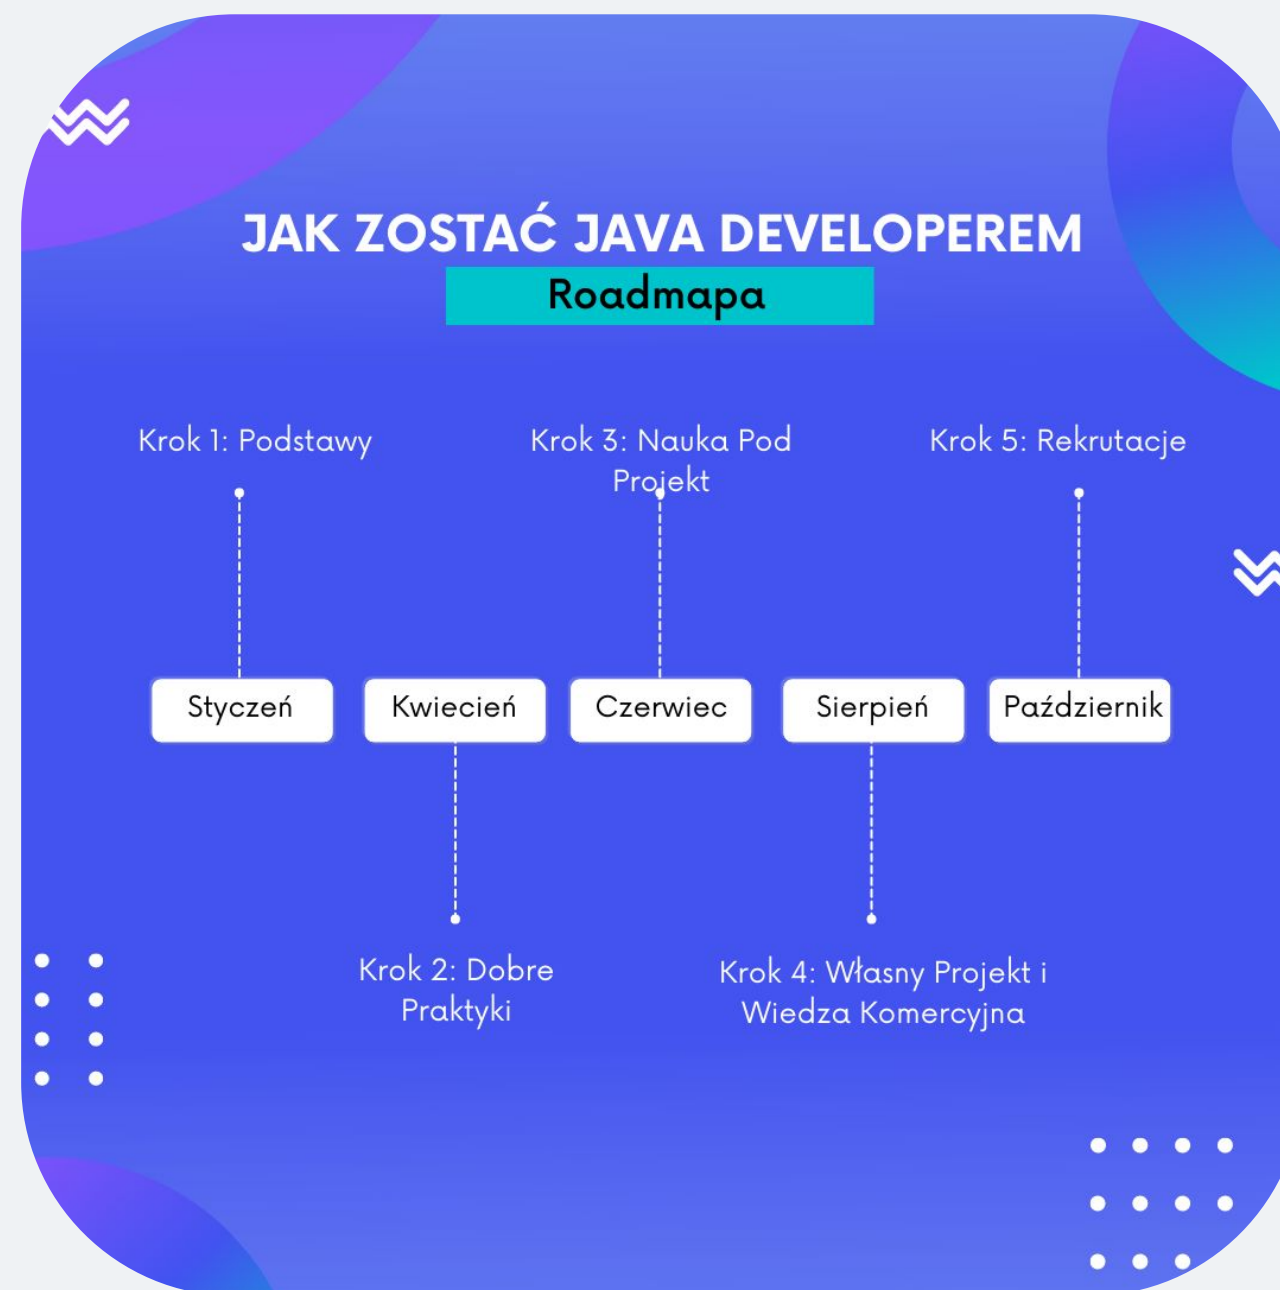 JAK ZOSTAĆ JAVA DEVELOPEREM
Roadmapa
Krok 1: Podstawy
Krok 3: Nauka Pod
Projekt
Krok 5: Rekrutacje
Styczeń
Kwiecień
Czerwiec
Sierpień
Październik
Krok 2: Dobre
Praktyki
Krok 4: Własny Projekt i
Wiedza Komercyjna